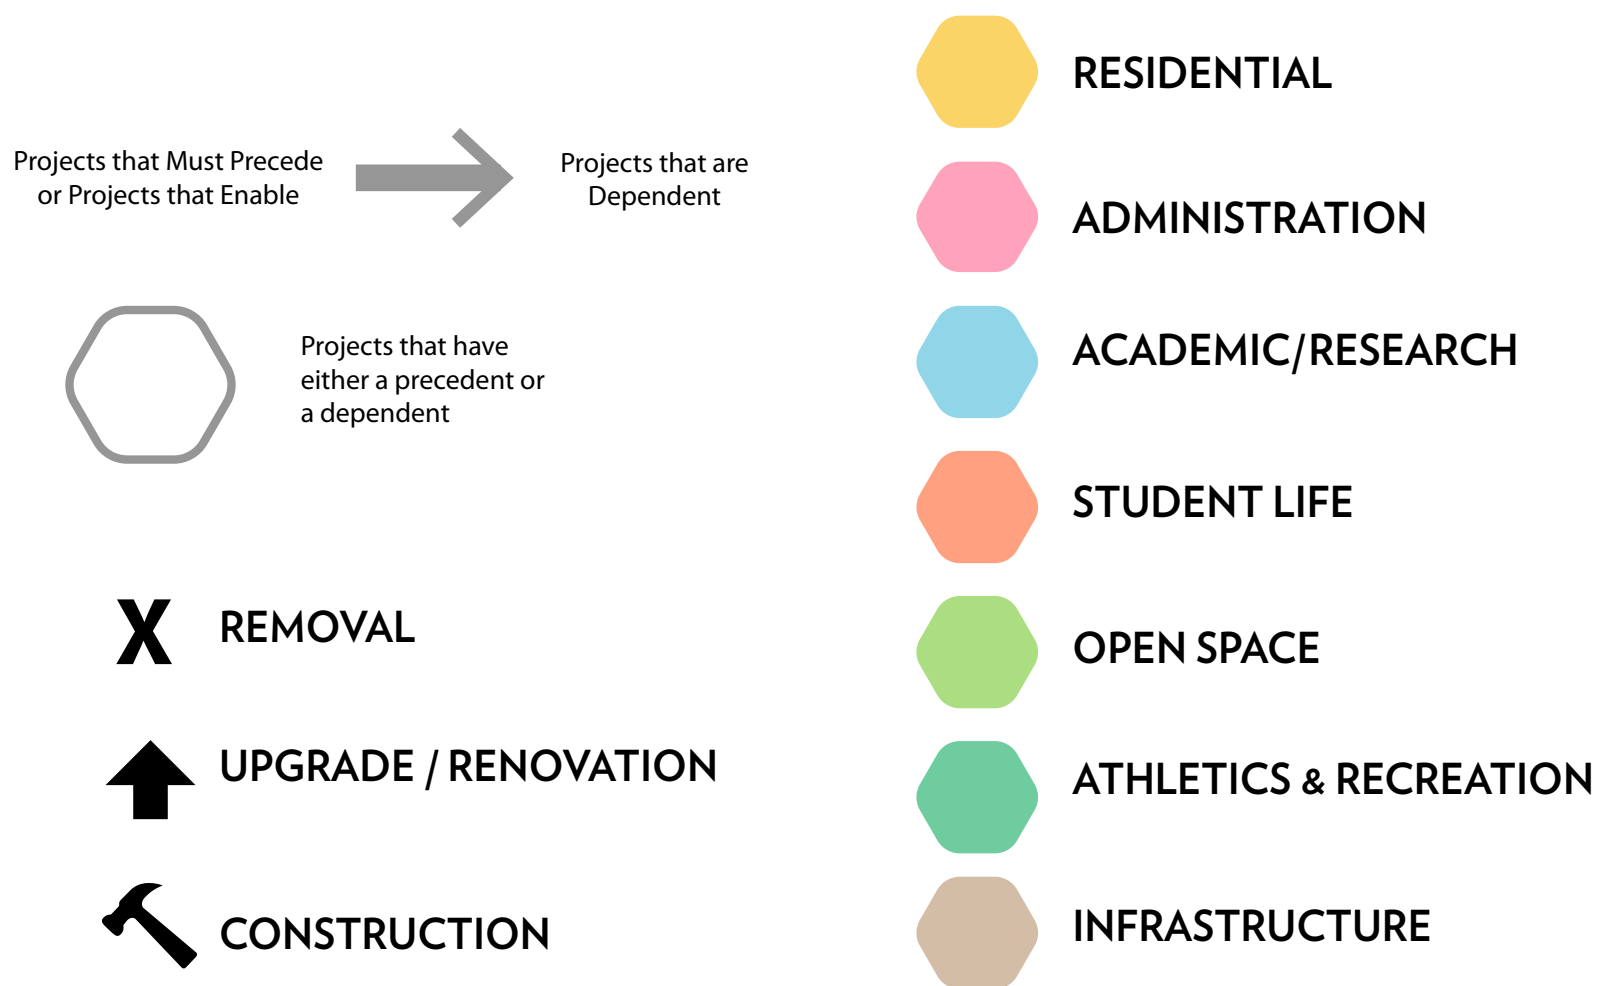 Projects that Must Precede
or Projects that Enable
Projects that are
Dependent
Projects that have
either a precedent or
a dependent
X REMOVAL
UPGRADE / RENOVATION
CONSTRUCTION
RESIDENTIAL
ADMINISTRATION
ACADEMIC/RESEARCH
STUDENT LIFE
OPEN SPACE
ATHLETICS & RECREATION
INFRASTRUCTURE